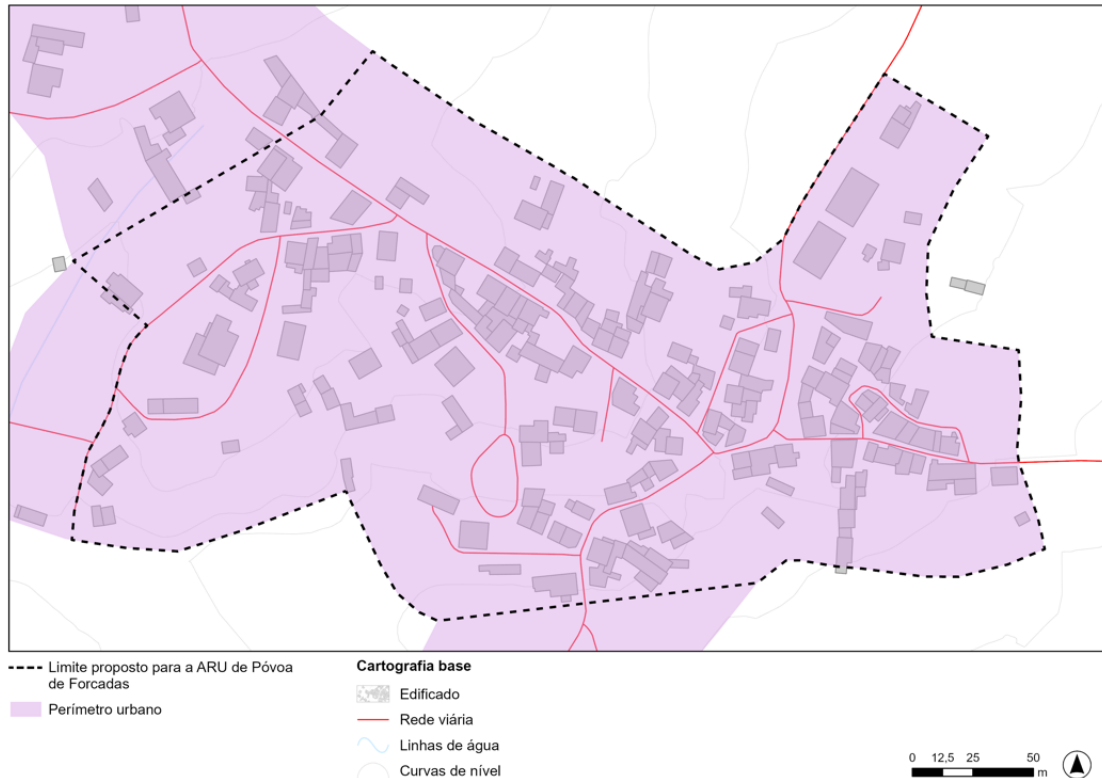 Limite proposto para a ARU de Póvoa
de Forcadas
Perímetro urbano
Cartografia base
Edificado
Rede viária
Linhas de água
Curvas de nível
0 12,5 25 50
m